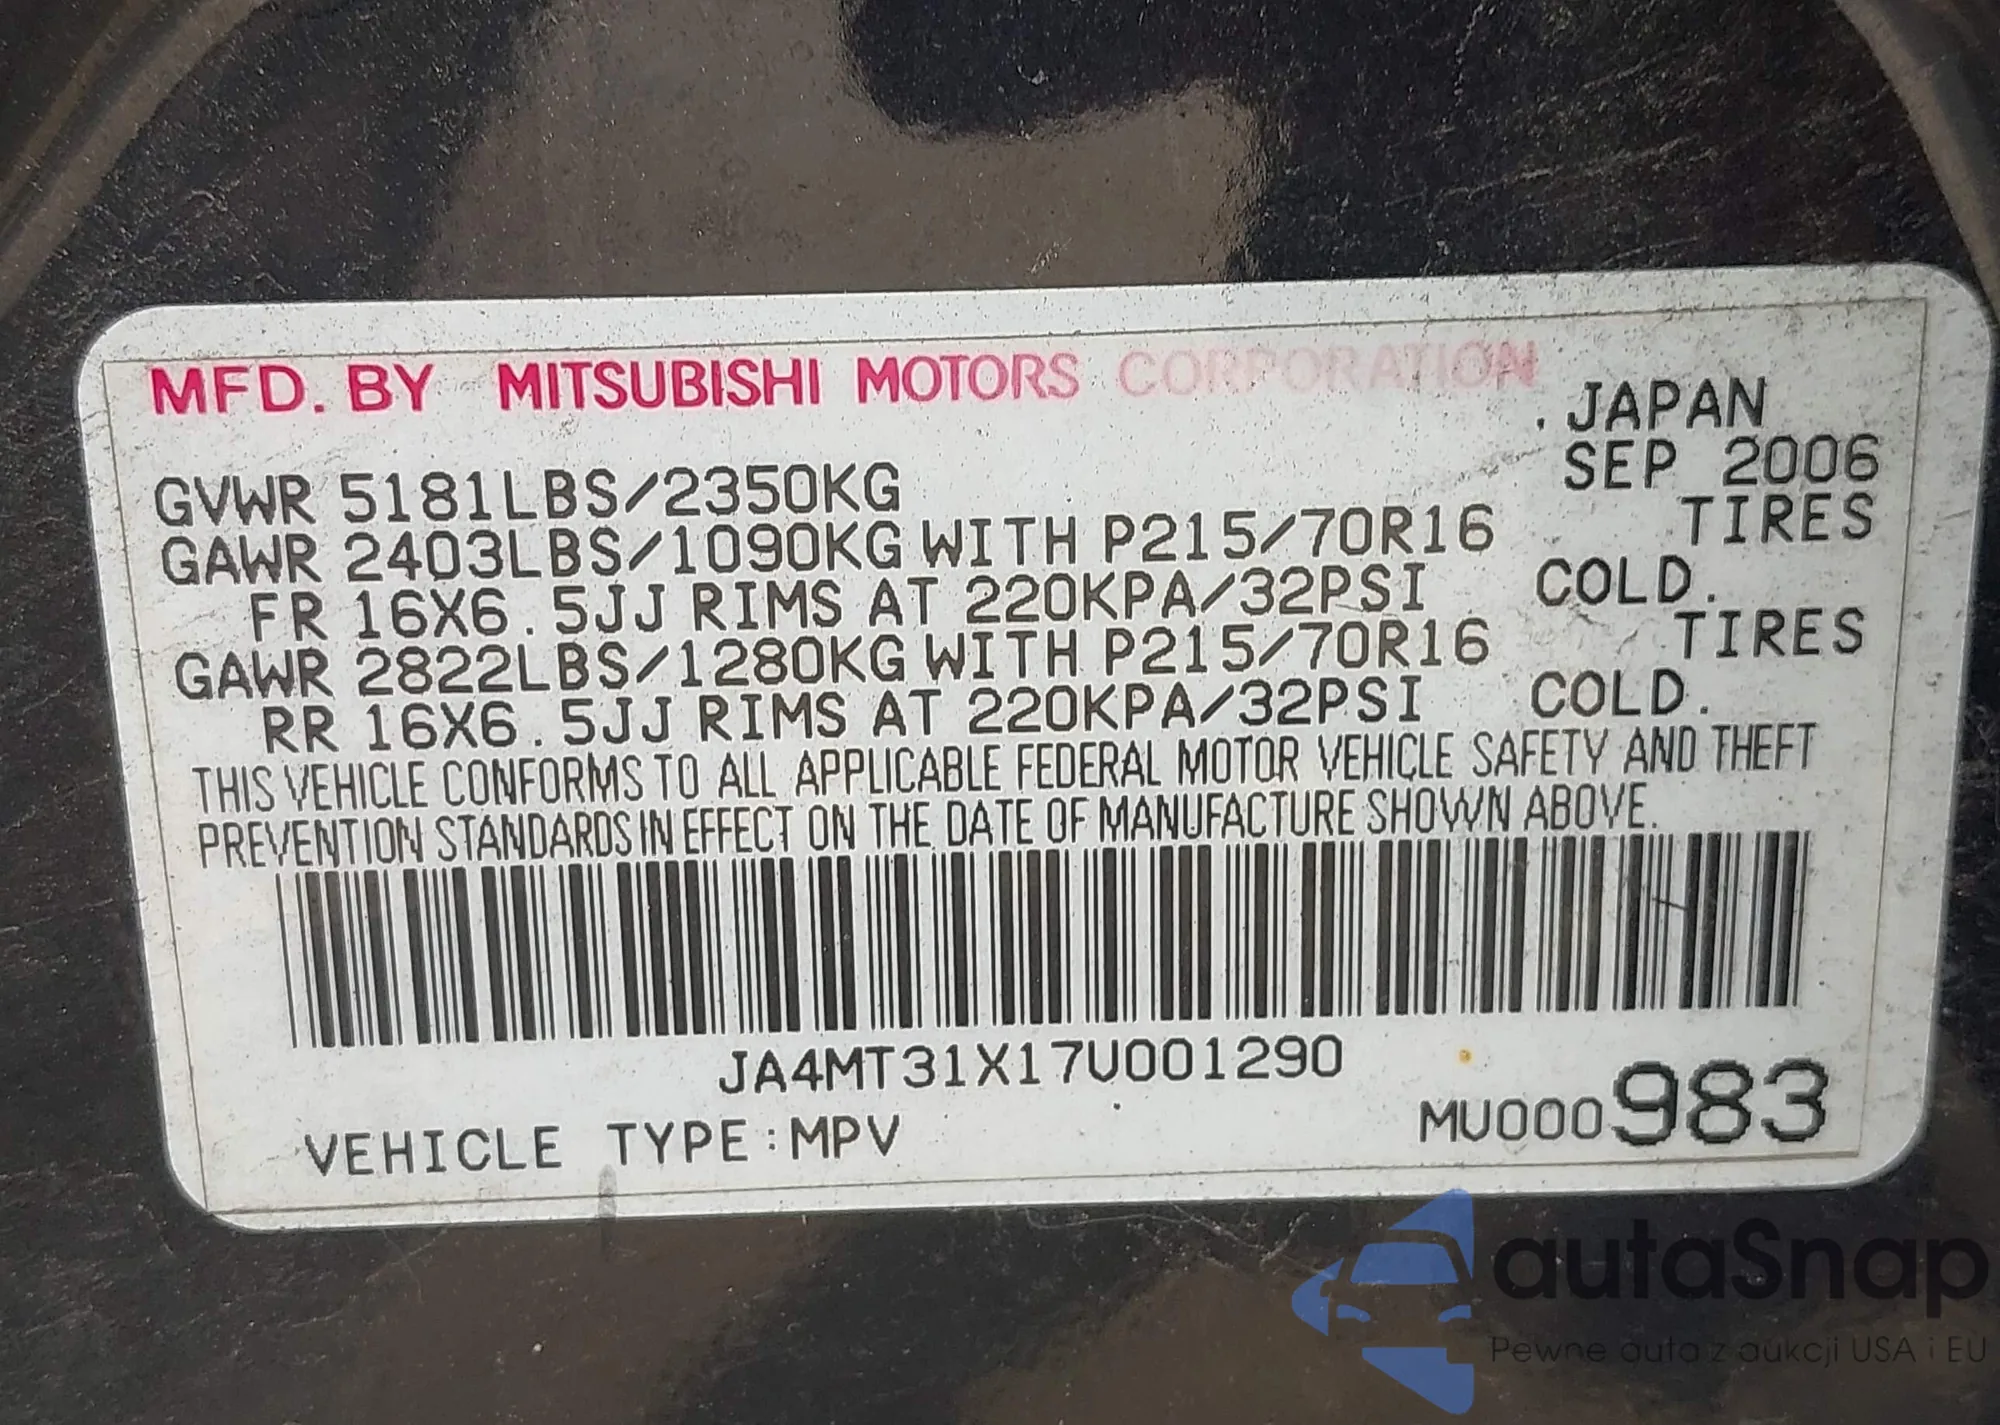 MFD. BY MITSUBISHI MOTORS CORPORATION
. JAPAN
GVWR 5181LBS/2350KG SEP 2006
GAWR 2403LBS/1090KG WITH P215/70R16 TIRES
FR 16X6.5JJ RIMS AT 220KPA/32PSI COLD.
GAWR 2822LBS/1280KG WITH P215/70R16 TIRES
RR 16X6.5JJ RIMS AT 220KPA/32PSI COLD.
THIS VEHICLE CONFORMS TO ALL APPLICABLE FEDERAL MOTOR VEHICLE SAFETY AND THEFT
PREVENTION STANDARDS IN EFFECT ON THE DATE OF MANUFACTURE SHOWN ABOVE.
JA4MT31X17U001290
VEHICLE TYPE:MPV MU000983
autaSnap
Pewne auta z aukcji USA i EU